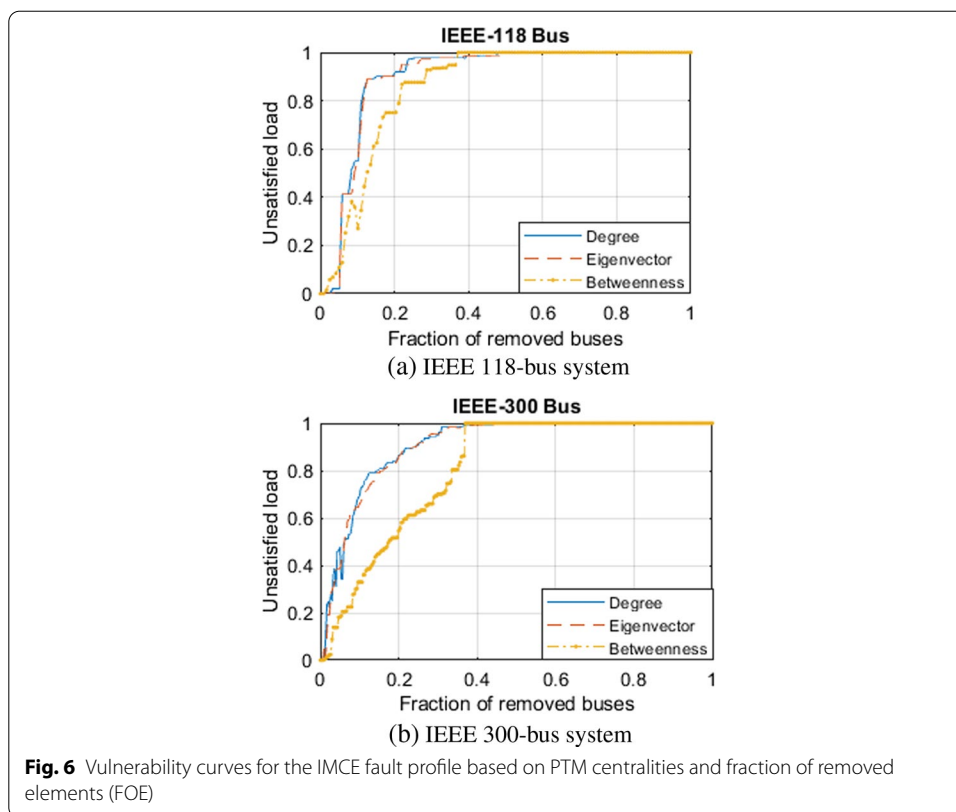 IEEE-118 Bus
Unsatisfied load
1
0.8
0.6
0.4
0.2
0
Degree
Eigenvector
Betweenness
0 0.2 0.4 0.6 0.8 1
Fraction of removed buses
(a) IEEE 118-bus system
IEEE-300 Bus
Unsatisfied load
1
0.8
0.6
0.4
0.2
0
Degree
Eigenvector
Betweenness
0 0.2 0.4 0.6 0.8 1
Fraction of removed buses
(b) IEEE 300-bus system
Fig. 6 Vulnerability curves for the IMCE fault profile based on PTM centralities and fraction of removed
elements (FOE)